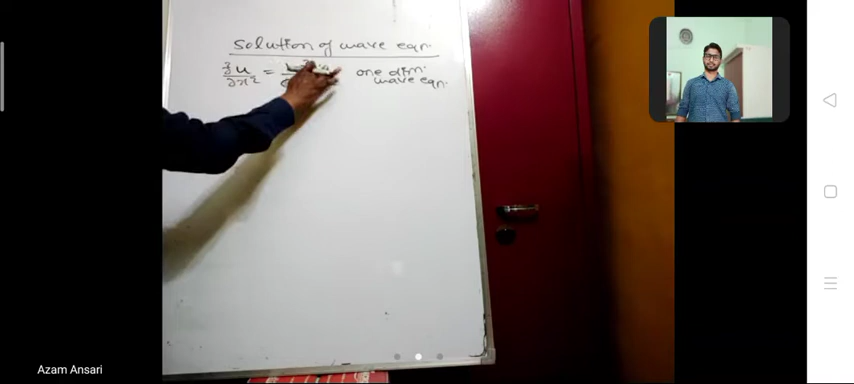 Solution of wave eqn.
∂²u/∂x² = one dim.
wave eqn.
Azam Ansari